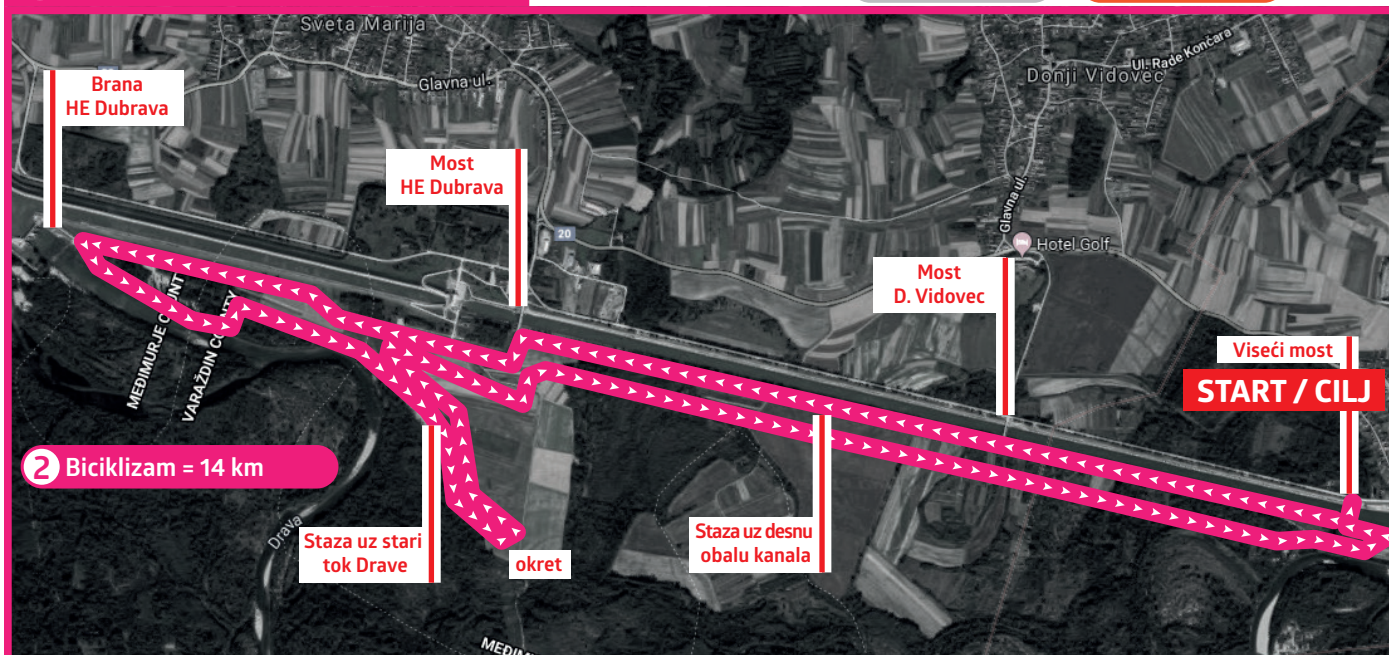 Sveta Marija
Glavna ul.
Ul. Rade Končara
Donji Vidovec
Brana
HE Dubrava
Most
HE Dubrava
20
Glavna ul.
Hotel Golf
Most
D. Vidovec
Viseći most
START / CILJ
MEĐIMURJE COUNT
VARAŽDIN COUNTY
2 Biciklizam = 14 km
Drava
Staza uz stari
tok Drave
okret
Staza uz desnu
obalu kanala